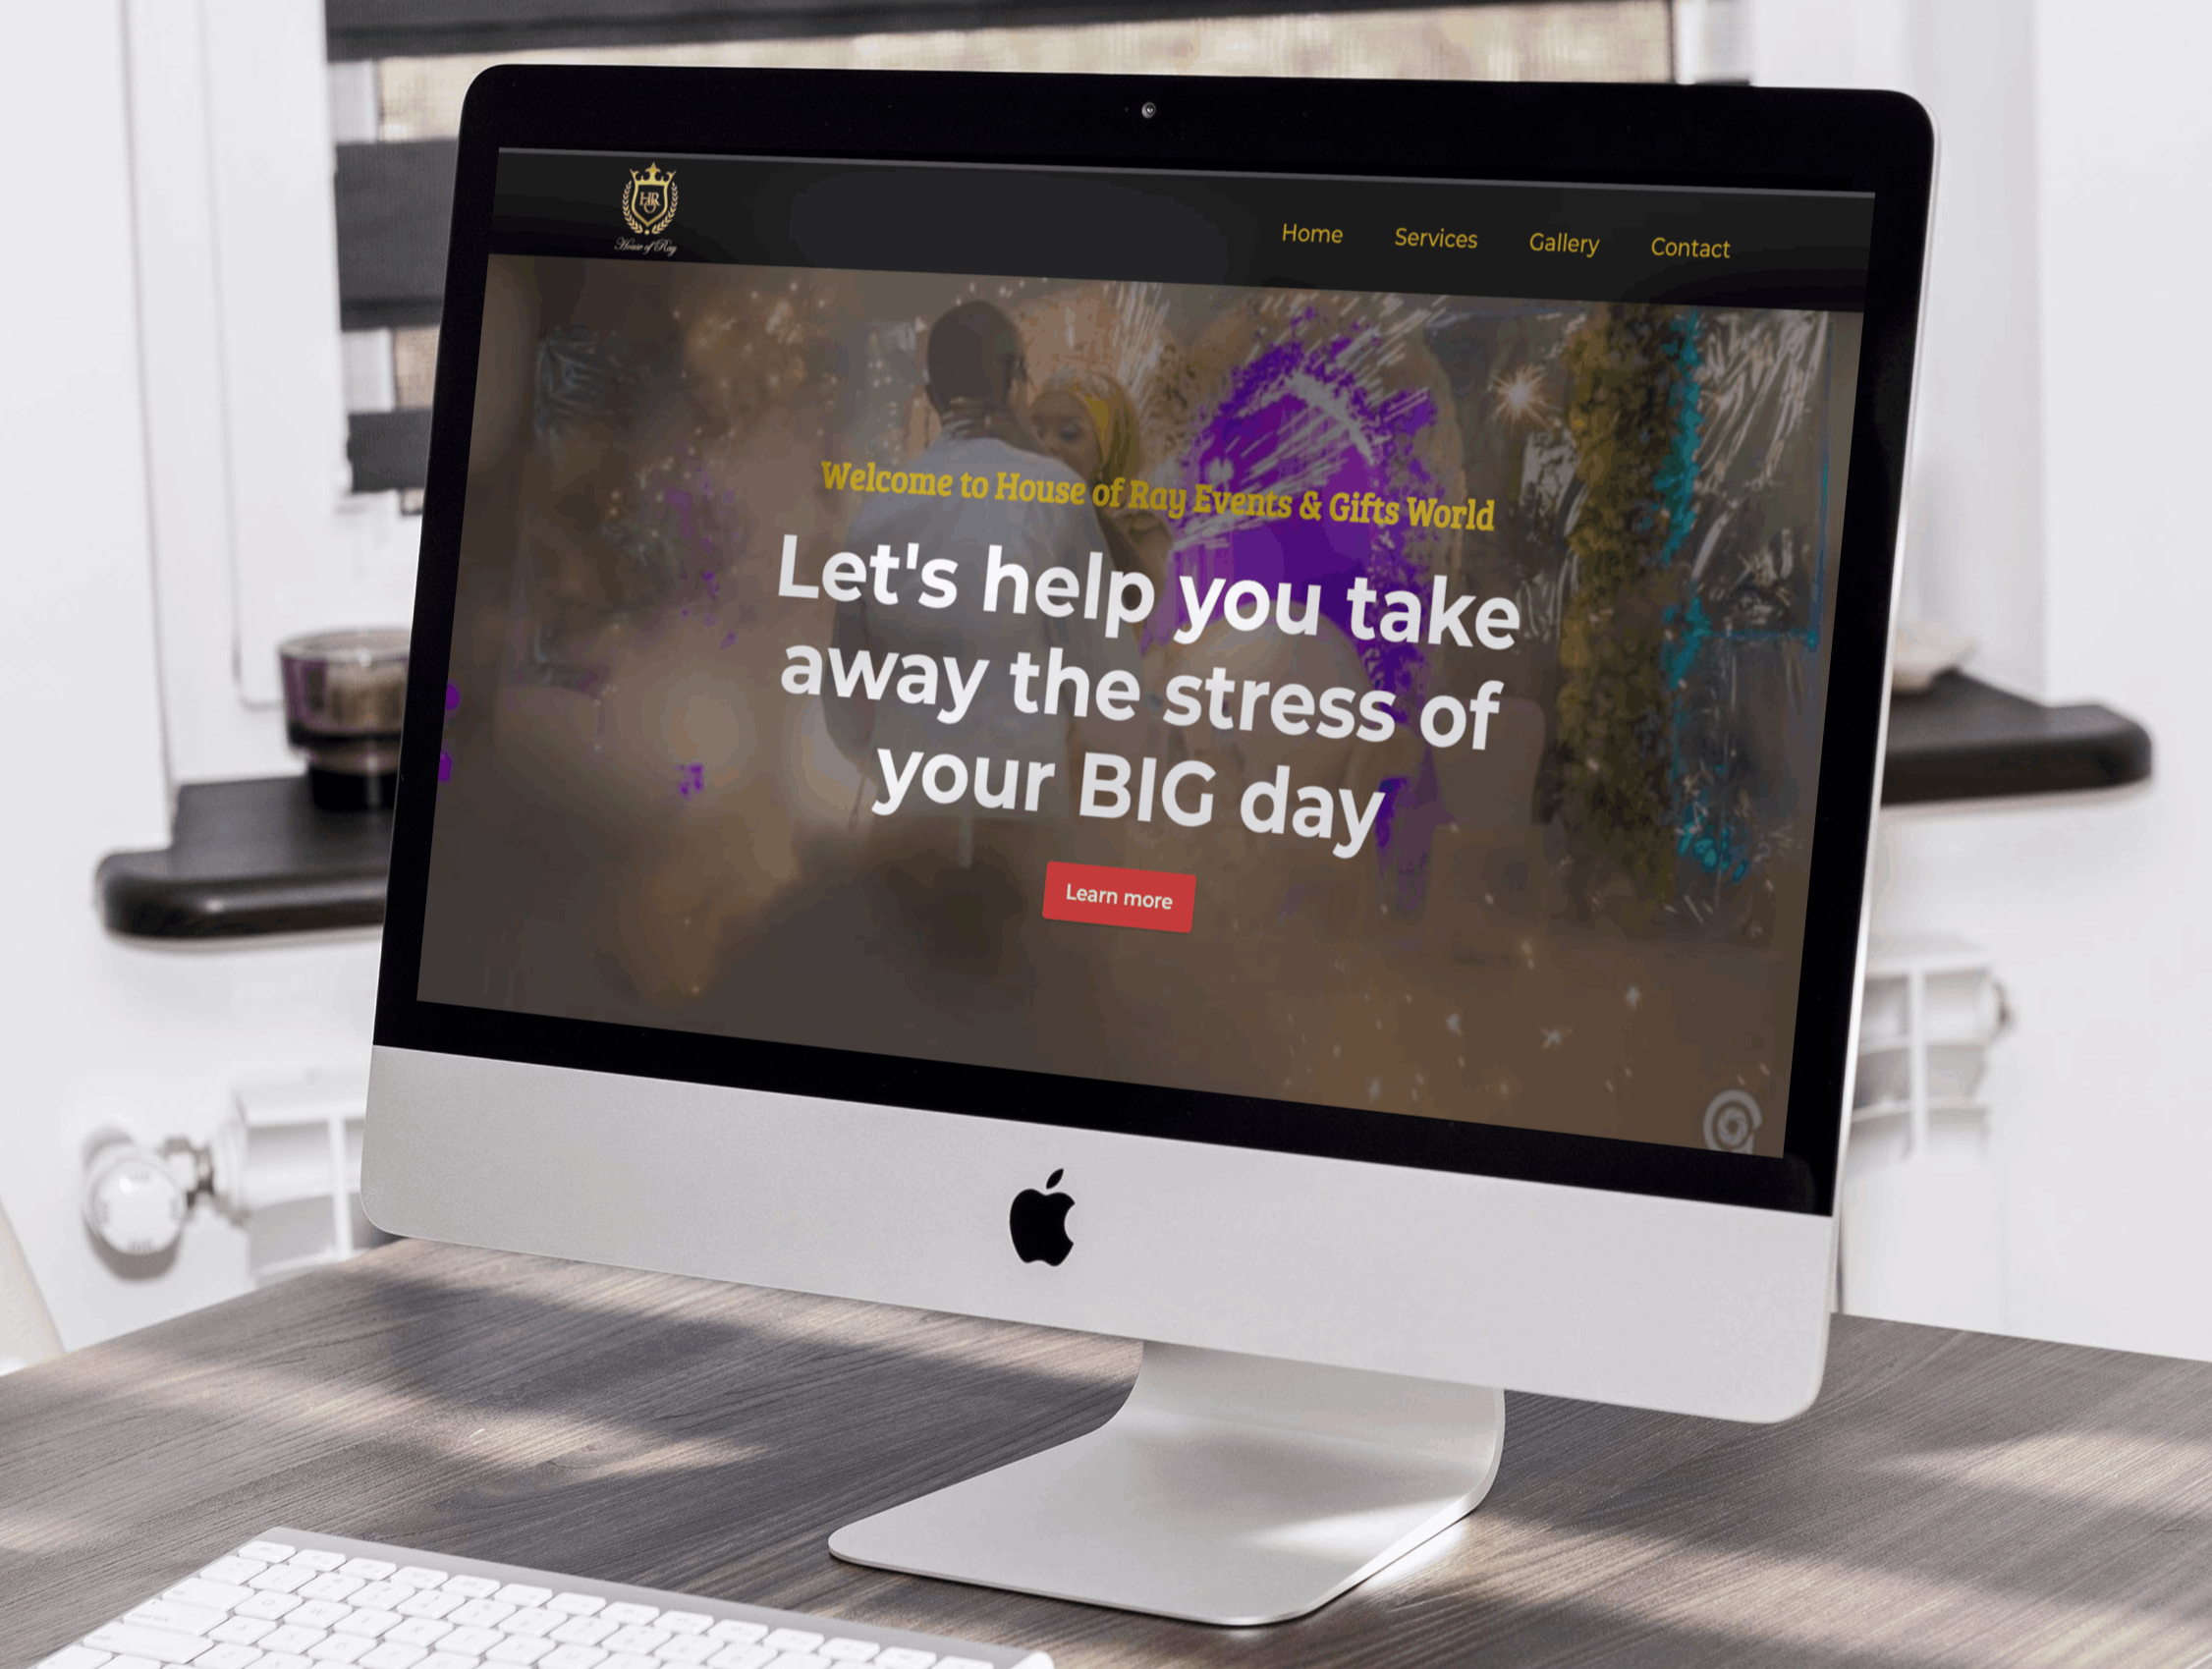 HOR
House of Ray
Home Services Gallery Contact
Welcome to House of Ray Events & Gifts World
Let's help you take
away the stress of
your BIG day
Learn more